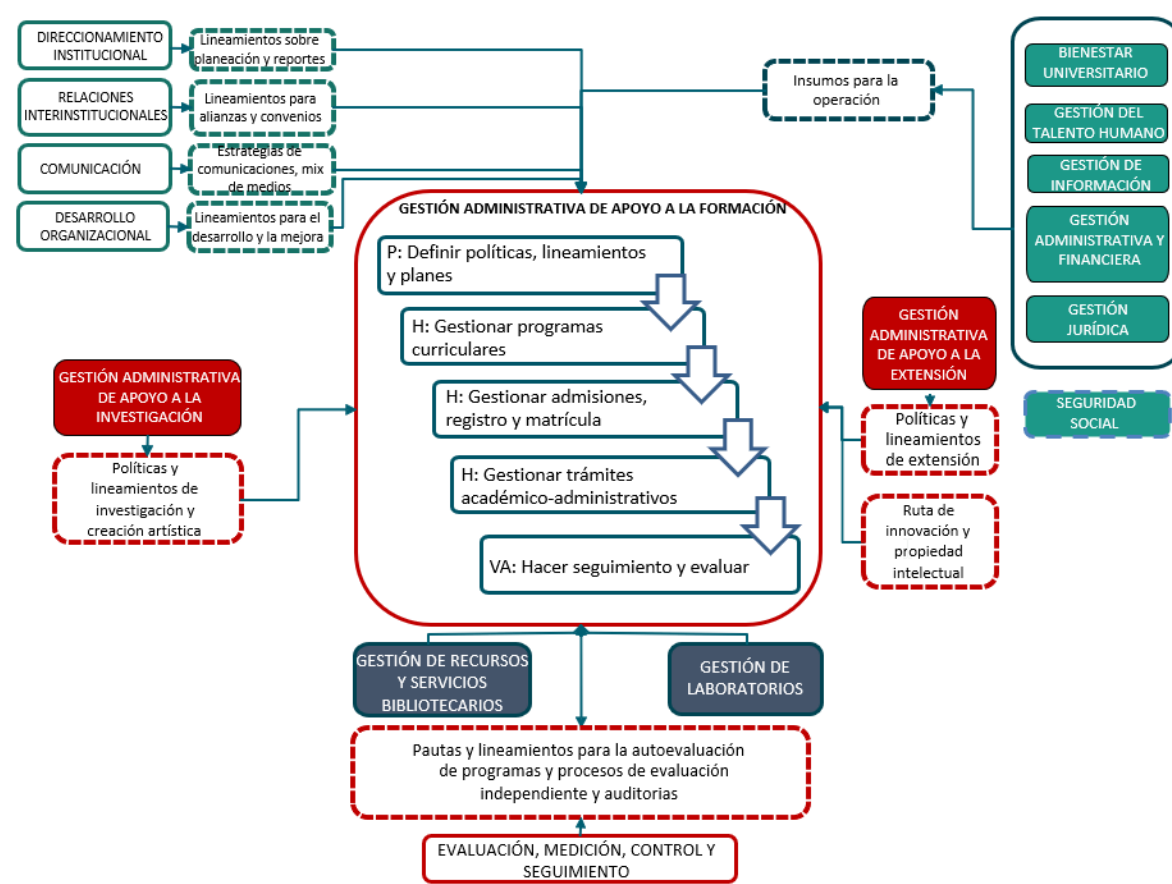 DIRECCIONAMIENTO
INSTITUCIONAL
Lineamientos sobre
planeación y reportes
RELACIONES
INTERINSTITUCIONALES
Lineamientos para
alianzas y convenios
COMUNICACIÓN
Estrategias de
comunicaciones, mix
de medios
DESARROLLO
ORGANIZACIONAL
Lineamientos para el
desarrollo y la mejora
Insumos para la
operación
BIENESTAR
UNIVERSITARIO
GESTIÓN DEL
TALENTO HUMANO
GESTIÓN DE
INFORMACIÓN
GESTIÓN
ADMINISTRATIVA Y
FINANCIERA
GESTIÓN
JURÍDICA
SEGURIDAD
SOCIAL
GESTIÓN ADMINISTRATIVA DE APOYO A LA FORMACIÓN
P: Definir políticas, lineamientos
y planes
H: Gestionar programas
curriculares
H: Gestionar admisiones,
registro y matrícula
H: Gestionar trámites
académico-administrativos
VA: Hacer seguimiento y evaluar
GESTIÓN ADMINISTRATIVA
DE APOYO A LA
INVESTIGACIÓN
Políticas y
lineamientos de
investigación y
creación artística
GESTIÓN
ADMINISTRATIVA
DE APOYO A LA
EXTENSIÓN
Políticas y
lineamientos
de extensión
Ruta de
innovación y
propiedad
intelectual
GESTIÓN DE RECURSOS
Y SERVICIOS
BIBLIOTECARIOS
GESTIÓN DE
LABORATORIOS
Pautas y lineamientos para la autoevaluación
de programas y procesos de evaluación
independiente y auditorias
EVALUACIÓN, MEDICIÓN, CONTROL Y
SEGUIMIENTO